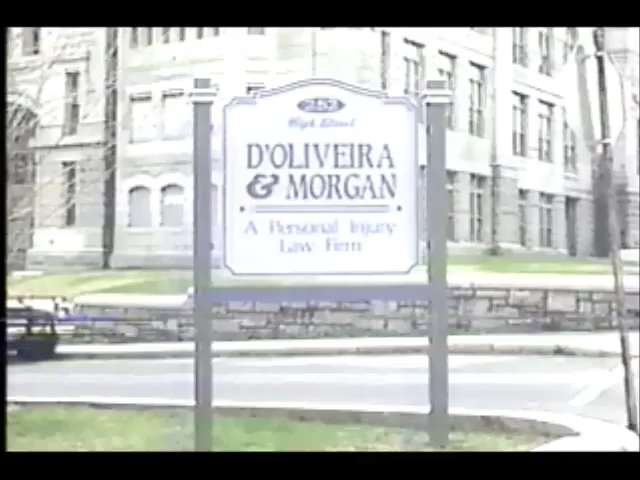 253
High Street
D'OLIVEIRA
& MORGAN
A Personal Injury
Law Firm